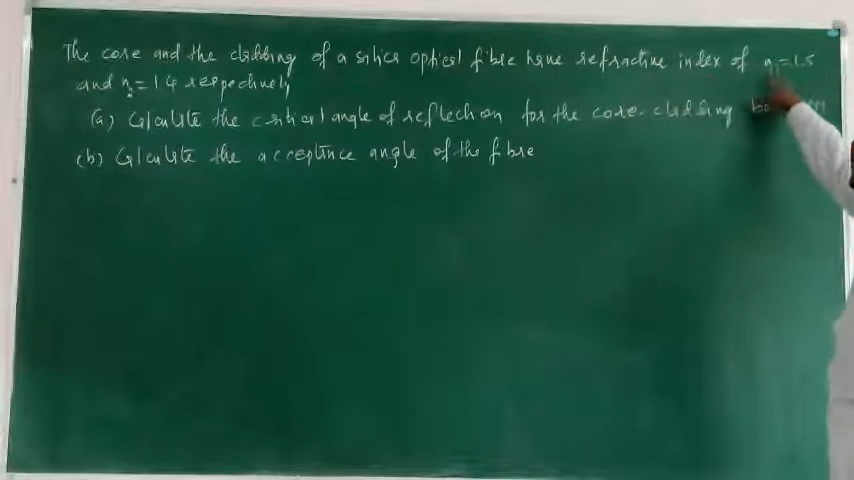 The core and the cladding of a silica optical fibre have refractive index of n₁=1.5
and n₂=1.4 respectively
(a) Calculate the critical angle of reflection for the core-cladding
(b) Calculate the acceptance angle of the fibre